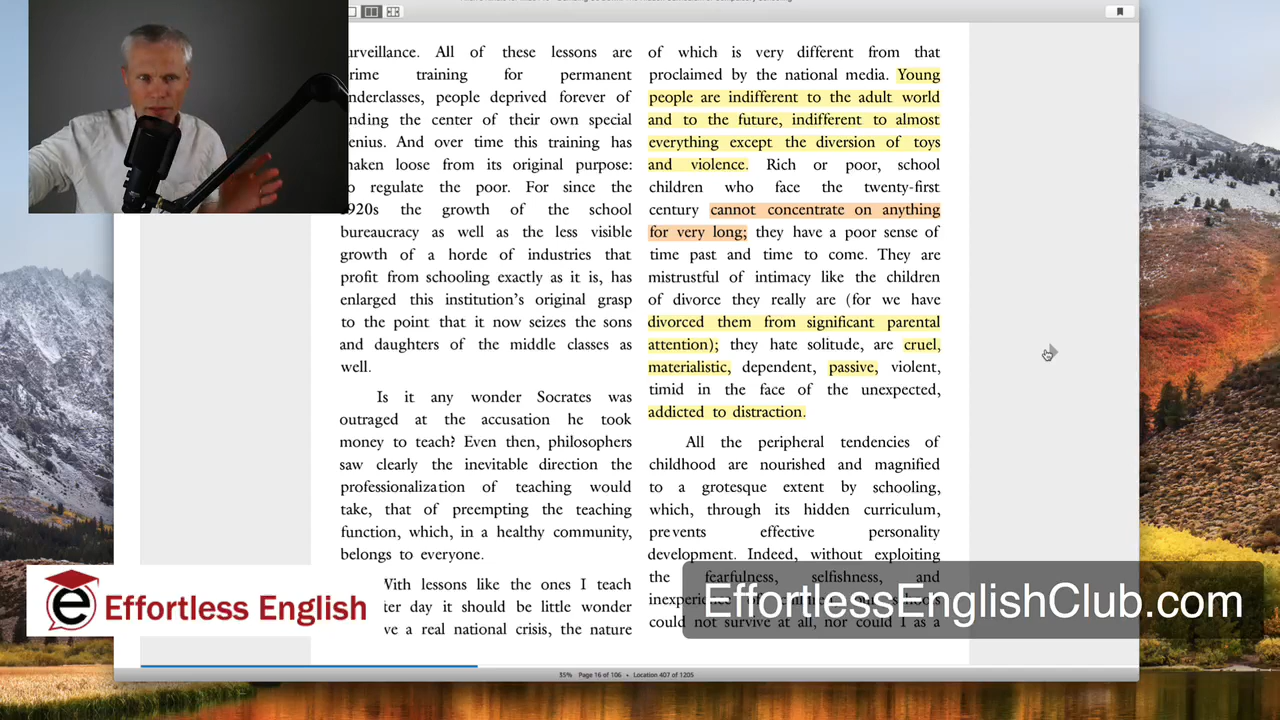 urveillance. All of these lessons are
rime training for permanent
nderclasses, people deprived forever of
nding the center of their own special
enius. And over time this training has
haken loose from its original purpose:
o regulate the poor. For since the
1920s the growth of the school
bureaucracy as well as the less visible
growth of a horde of industries that
profit from schooling exactly as it is, has
enlarged this institution's original grasp
to the point that it now seizes the sons
and daughters of the middle classes as
well.
Is it any wonder Socrates was
outraged at the accusation he took
money to teach? Even then, philosophers
saw clearly the inevitable direction the
professionalization of teaching would
take, that of preempting the teaching
function, which, in a healthy community,
belongs to everyone.
With lessons like the ones I teach
ter day it should be little wonder
ve a real national crisis, the nature
of which is very different from that
proclaimed by the national media. Young
people are indifferent to the adult world
and to the future, indifferent to almost
everything except the diversion of toys
and violence. Rich or poor, school
children who face the twenty-first
century cannot concentrate on anything
for very long; they have a poor sense of
time past and time to come. They are
mistrustful of intimacy like the children
of divorce they really are (for we have
divorced them from significant parental
attention); they hate solitude, are cruel,
materialistic, dependent, passive, violent,
timid in the face of the unexpected,
addicted to distraction.
All the peripheral tendencies of
childhood are nourished and magnified
to a grotesque extent by schooling,
which, through its hidden curriculum,
prevents effective personality
development. Indeed, without exploiting
the fearfulness, selfishness, and
could not survive at all, nor could I as a
e Effortless English
EffortlessEnglishClub.com
35% Page 16 of 106 • Location 407 of 1205